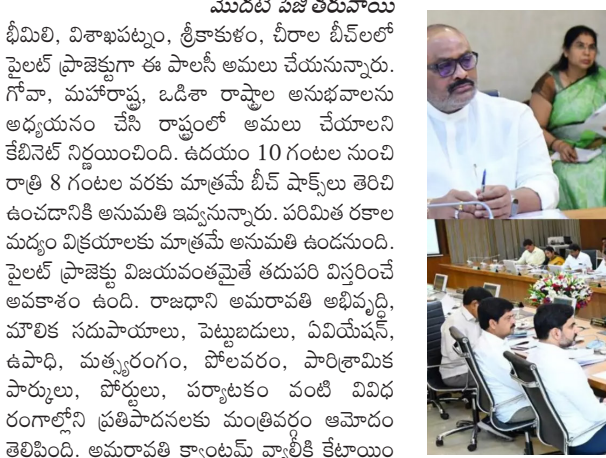 మొదటి పేజీ తరువాయి
భీమిలి, విశాఖపట్నం, శ్రీకాకుళం, చీరాల బీచ్‌లలో
పైలట్ ప్రాజెక్టుగా ఈ పాలసీ అమలు చేయనున్నారు.
గోవా, మహారాష్ట్ర, ఒడిశా రాష్ట్రాల అనుభవాలను
అధ్యయనం చేసి రాష్ట్రంలో అమలు చేయాలని
కేబినెట్ నిర్ణయించింది. ఉదయం 10 గంటల నుంచి
రాత్రి 8 గంటల వరకు మాత్రమే బీచ్ షాక్స్‌లు తెరిచి
ఉంచడానికి అనుమతి ఇవ్వనున్నారు. పరిమిత రకాల
మద్యం విక్రయాలకు మాత్రమే అనుమతి ఉండనుంది.
పైలట్ ప్రాజెక్టు విజయవంతమైతే తదుపరి విస్తరించే
అవకాశం ఉంది. రాజధాని అమరావతి అభివృద్ధి,
మౌలిక సదుపాయాలు, పెట్టుబడులు, ఏవియేషన్,
ఉపాధి, మత్స్యరంగం, పోలవరం, పారిశ్రామిక
పార్కులు, పోర్టులు, పర్యాటకం వంటి వివిధ
రంగాల్లోని ప్రతిపాదనలకు మంత్రివర్గం ఆమోదం
తెలిపింది. అమరావతి క్వాంటమ్ వ్యాలీకి కేటాయిం